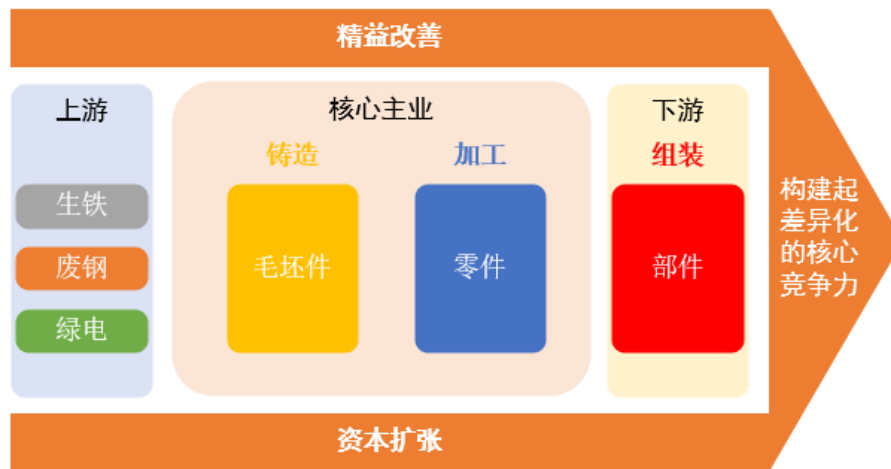 精益改善
上游
核心主业
下游
铸造
加工
组装
生铁
废钢
绿电
毛坯件
零件
部件
构建起
差异化
的核心
竞争力
资本扩张